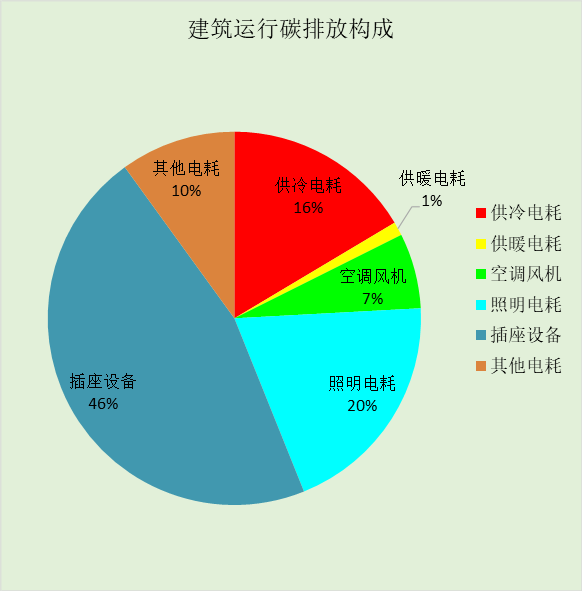 建筑运行碳排放构成
其他电耗
10%
供冷电耗
16%
供暖电耗
1%
空调风机
7%
照明电耗
20%
插座设备
46%
供冷电耗
供暖电耗
空调风机
照明电耗
插座设备
其他电耗